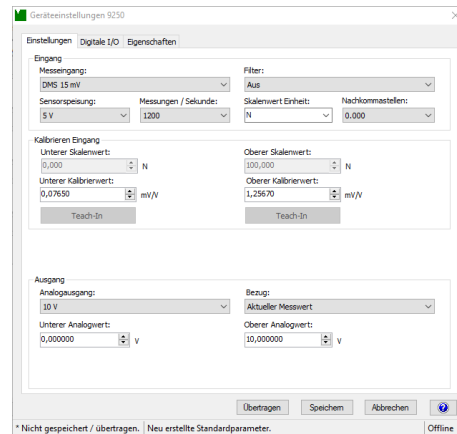 Geräteeinstellungen 9250
Einstellungen Digitale I/O Eigenschaften
Eingang
Messeingang: Filter:
DMS 15 mV Aus
Sensorspeisung: Messungen / Sekunde: Skalenwert Einheit: Nachkommastellen:
5 V 1200 N 0.000
Kalibrieren Eingang
Unterer Skalenwert: Oberer Skalenwert:
0,000 N 100,000 N
Unterer Kalibrierwert: Oberer Kalibrierwert:
0,07650 mV/V 1,25670 mV/V
Teach-In Teach-In
Ausgang
Analogausgang: Bezug:
10 V Aktueller Messwert
Unterer Analogwert: Oberer Analogwert:
0,000000 V 10,000000 V
Übertragen Speichern Abbrechen ?
* Nicht gespeichert / übertragen. Neu erstellte Standardparameter. Offline